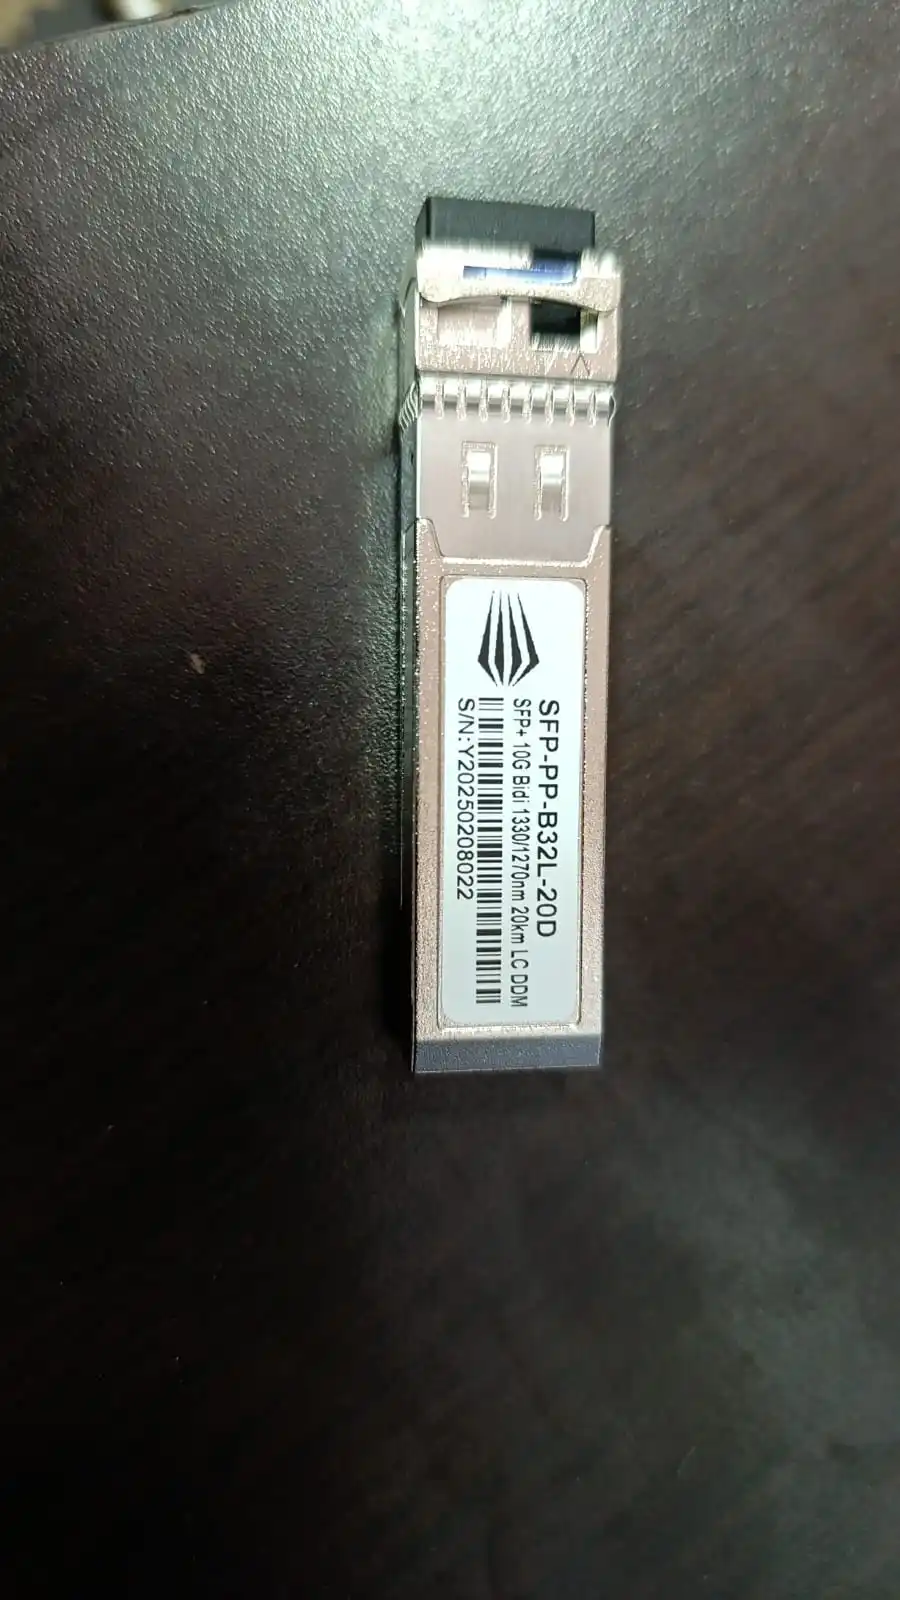 SFP-PP-B32L-20D
SFP+ 10G Bidi 1330/1270nm 20km LC DDM
S/N:Y20250208022